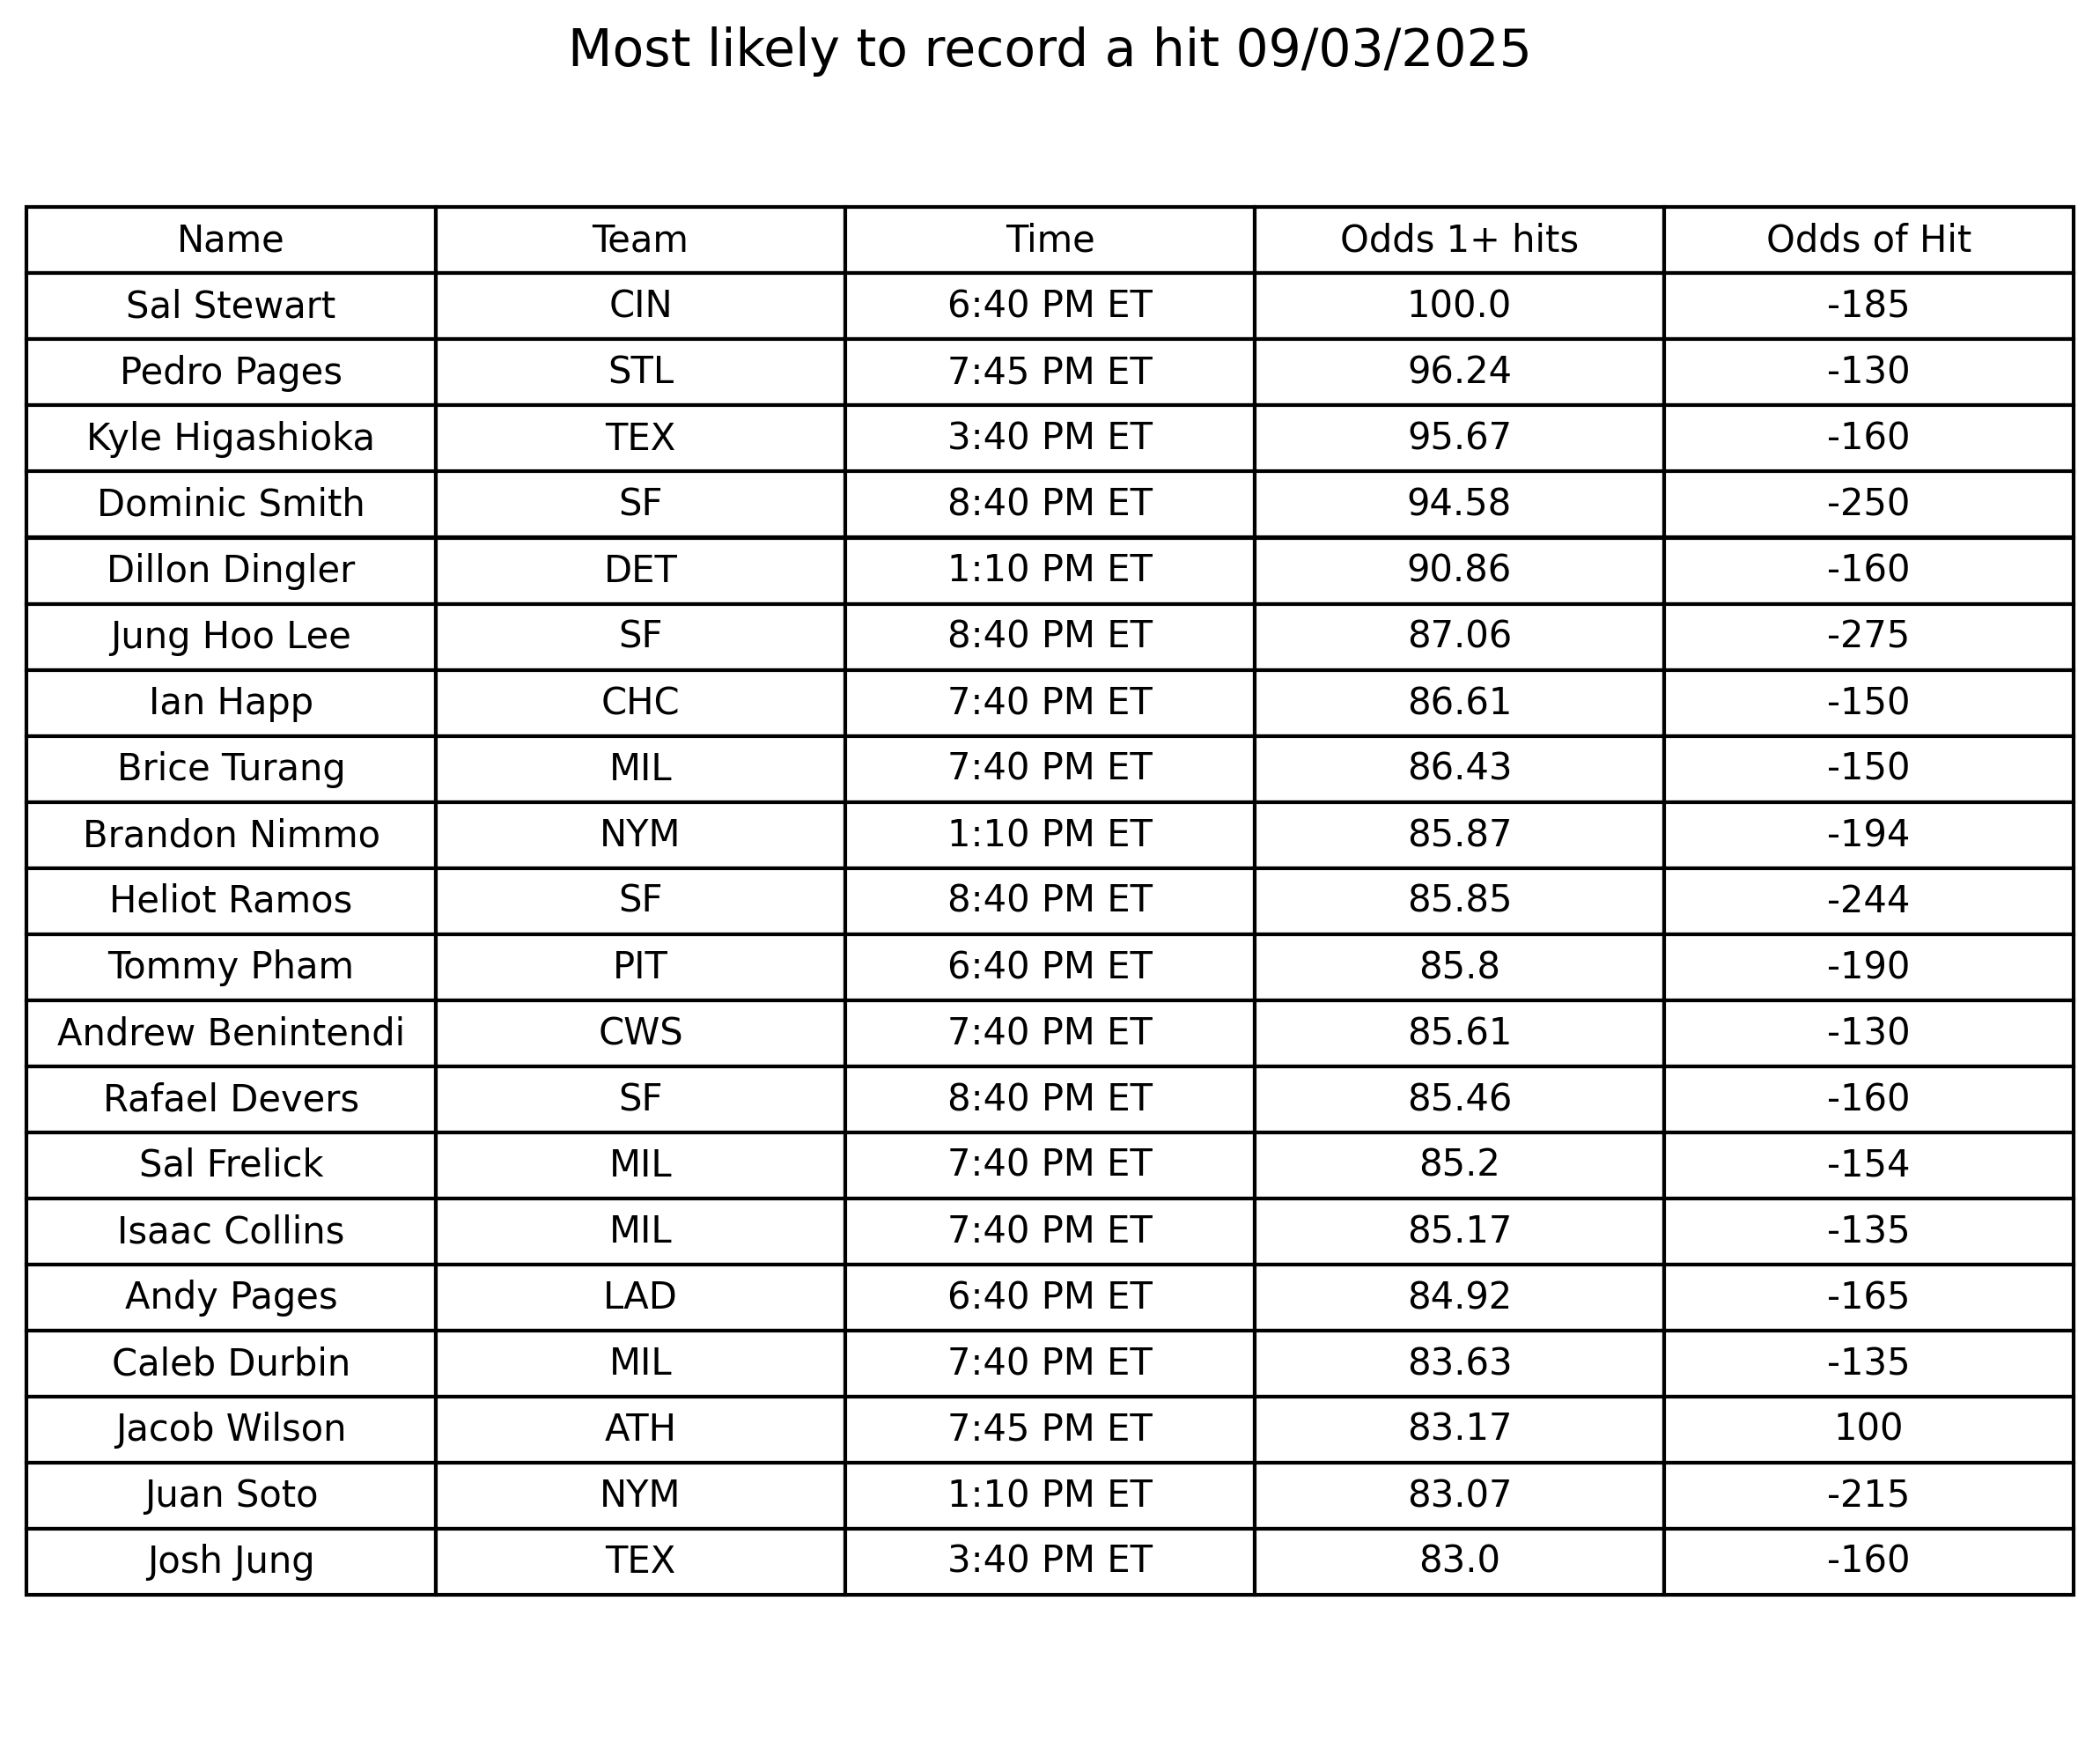 Most likely to record a hit 09/03/2025
Name Team Time Odds 1+ hits Odds of Hit
Sal Stewart CIN 6:40 PM ET 100.0 -185
Pedro Pages STL 7:45 PM ET 96.24 -130
Kyle Higashioka TEX 3:40 PM ET 95.67 -160
Dominic Smith SF 8:40 PM ET 94.58 -250
Dillon Dingler DET 1:10 PM ET 90.86 -160
Jung Hoo Lee SF 8:40 PM ET 87.06 -275
Ian Happ CHC 7:40 PM ET 86.61 -150
Brice Turang MIL 7:40 PM ET 86.43 -150
Brandon Nimmo NYM 1:10 PM ET 85.87 -194
Heliot Ramos SF 8:40 PM ET 85.85 -244
Tommy Pham PIT 6:40 PM ET 85.8 -190
Andrew Benintendi CWS 7:40 PM ET 85.61 -130
Rafael Devers SF 8:40 PM ET 85.46 -160
Sal Frelick MIL 7:40 PM ET 85.2 -154
Isaac Collins MIL 7:40 PM ET 85.17 -135
Andy Pages LAD 6:40 PM ET 84.92 -165
Caleb Durbin MIL 7:40 PM ET 83.63 -135
Jacob Wilson ATH 7:45 PM ET 83.17 100
Juan Soto NYM 1:10 PM ET 83.07 -215
Josh Jung TEX 3:40 PM ET 83.0 -160